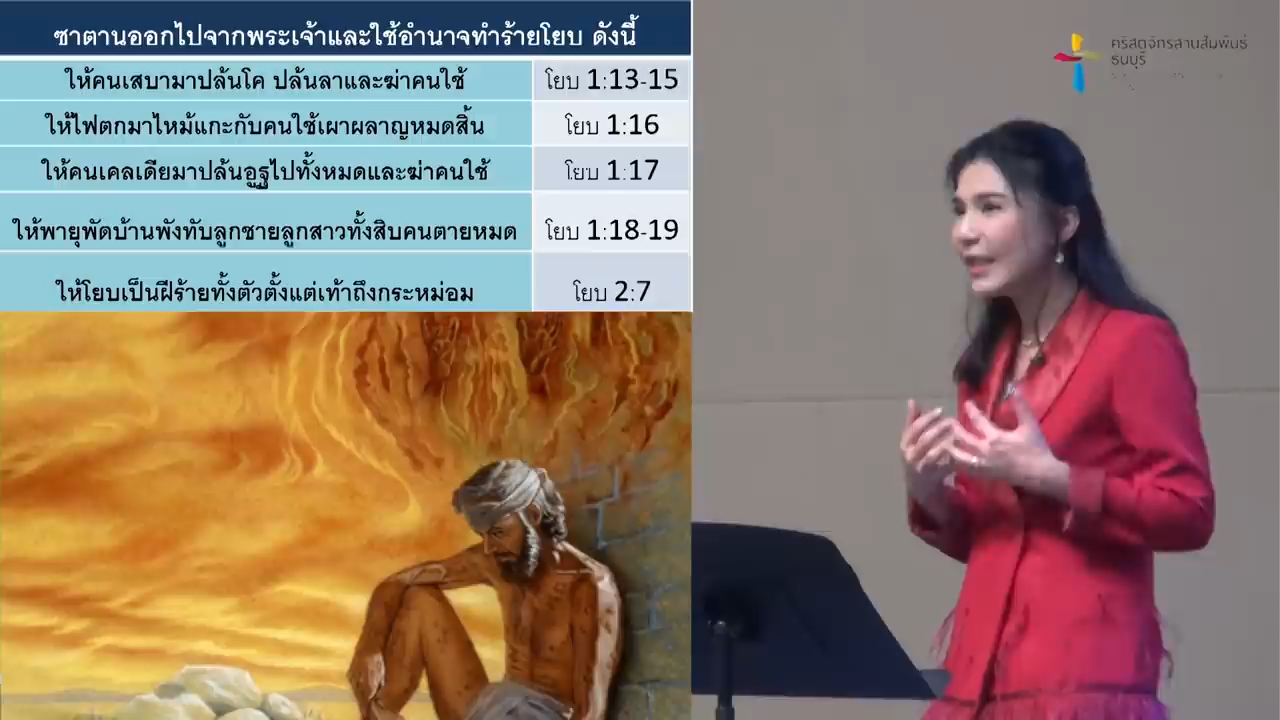 ซาตานออกไปจากพระเจ้าและใช้อำนาจทำร้ายโยบ ดังนี้
ให้คนเสบามาปล้นโค ปล้นลาและฆ่าคนใช้ โยบ 1:13-15
ให้ไฟตกมาไหม้แกะกับคนใช้เผาผลาญหมดสิ้น โยบ 1:16
ให้คนเคลเดียมาปล้นอูฐไปทั้งหมดและฆ่าคนใช้ โยบ 1:17
ให้พายุพัดบ้านพังทับลูกชายลูกสาวทั้งสิบคนตายหมด โยบ 1:18-19
ให้โยบเป็นฝีร้ายทั้งตัวตั้งแต่เท้าถึงกระหม่อม โยบ 2:7
คริสตจักรสานสัมพันธ์
ธนบุรี